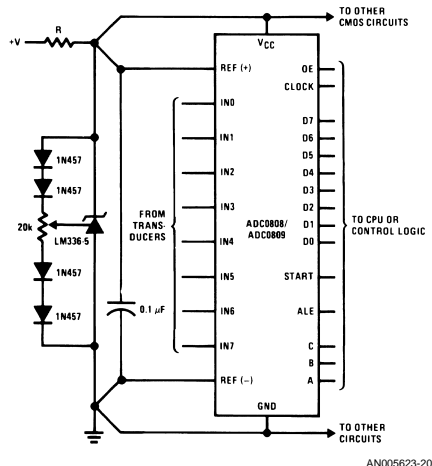 TO OTHER
CMOS CIRCUITS
R
+V
VCC
REF (+)
OE
CLOCK
IN0
D7
IN1
D6
1N457
D5
IN2
D4
1N457
D3
IN3
D2
20k
FROM
TRANS-
DUCERS
ADC0808/
ADC0809
D1
TO CPU OR
CONTROL LOGIC
LM336-5
IN4
D0
1N457
IN5
START
1N457
0.1 µF
IN6
ALE
IN7
C
B
REF (−)
A
GND
TO OTHER
CIRCUITS
AN005623-20